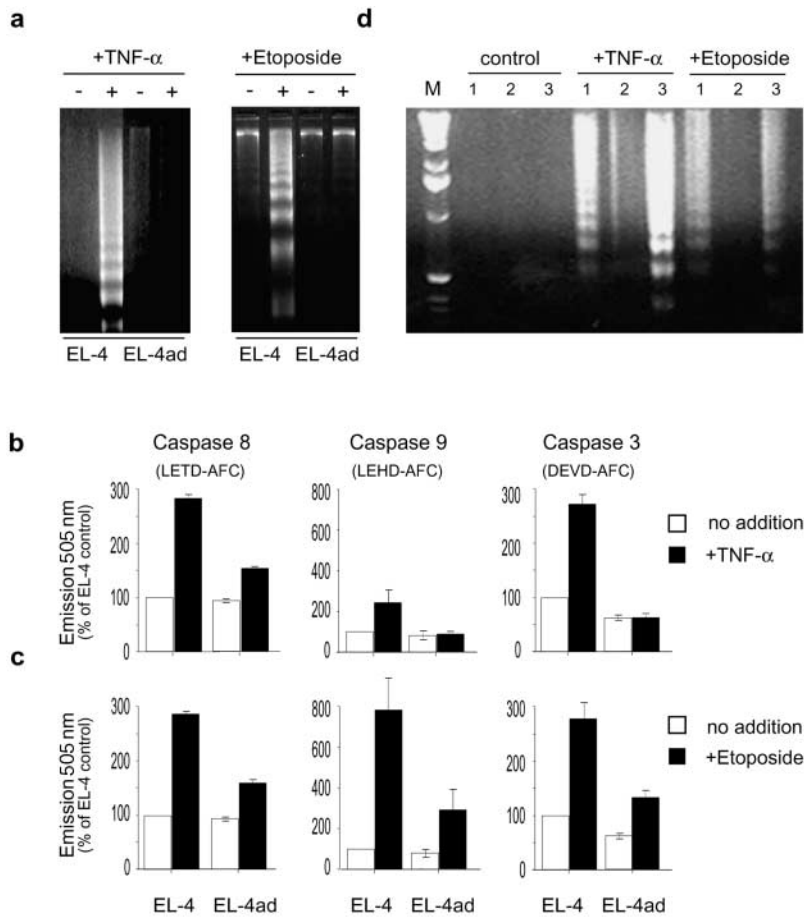 a
+TNF-α +Etoposide
- + - + - + - +
EL-4 EL-4ad EL-4 EL-4ad
d
control +TNF-α +Etoposide
M 1 2 3 1 2 3 1 2 3
b
Caspase 8 Caspase 9 Caspase 3
(LETD-AFC) (LEHD-AFC) (DEVD-AFC)
Emission 505 nm
(% of EL-4 control)
300
200
100
0
800
600
400
200
0
300
200
100
0
no addition
+TNF-α
c
Emission 505 nm
(% of EL-4 control)
300
200
100
0
800
600
400
200
0
300
200
100
0
no addition
+Etoposide
EL-4 EL-4ad EL-4 EL-4ad EL-4 EL-4ad